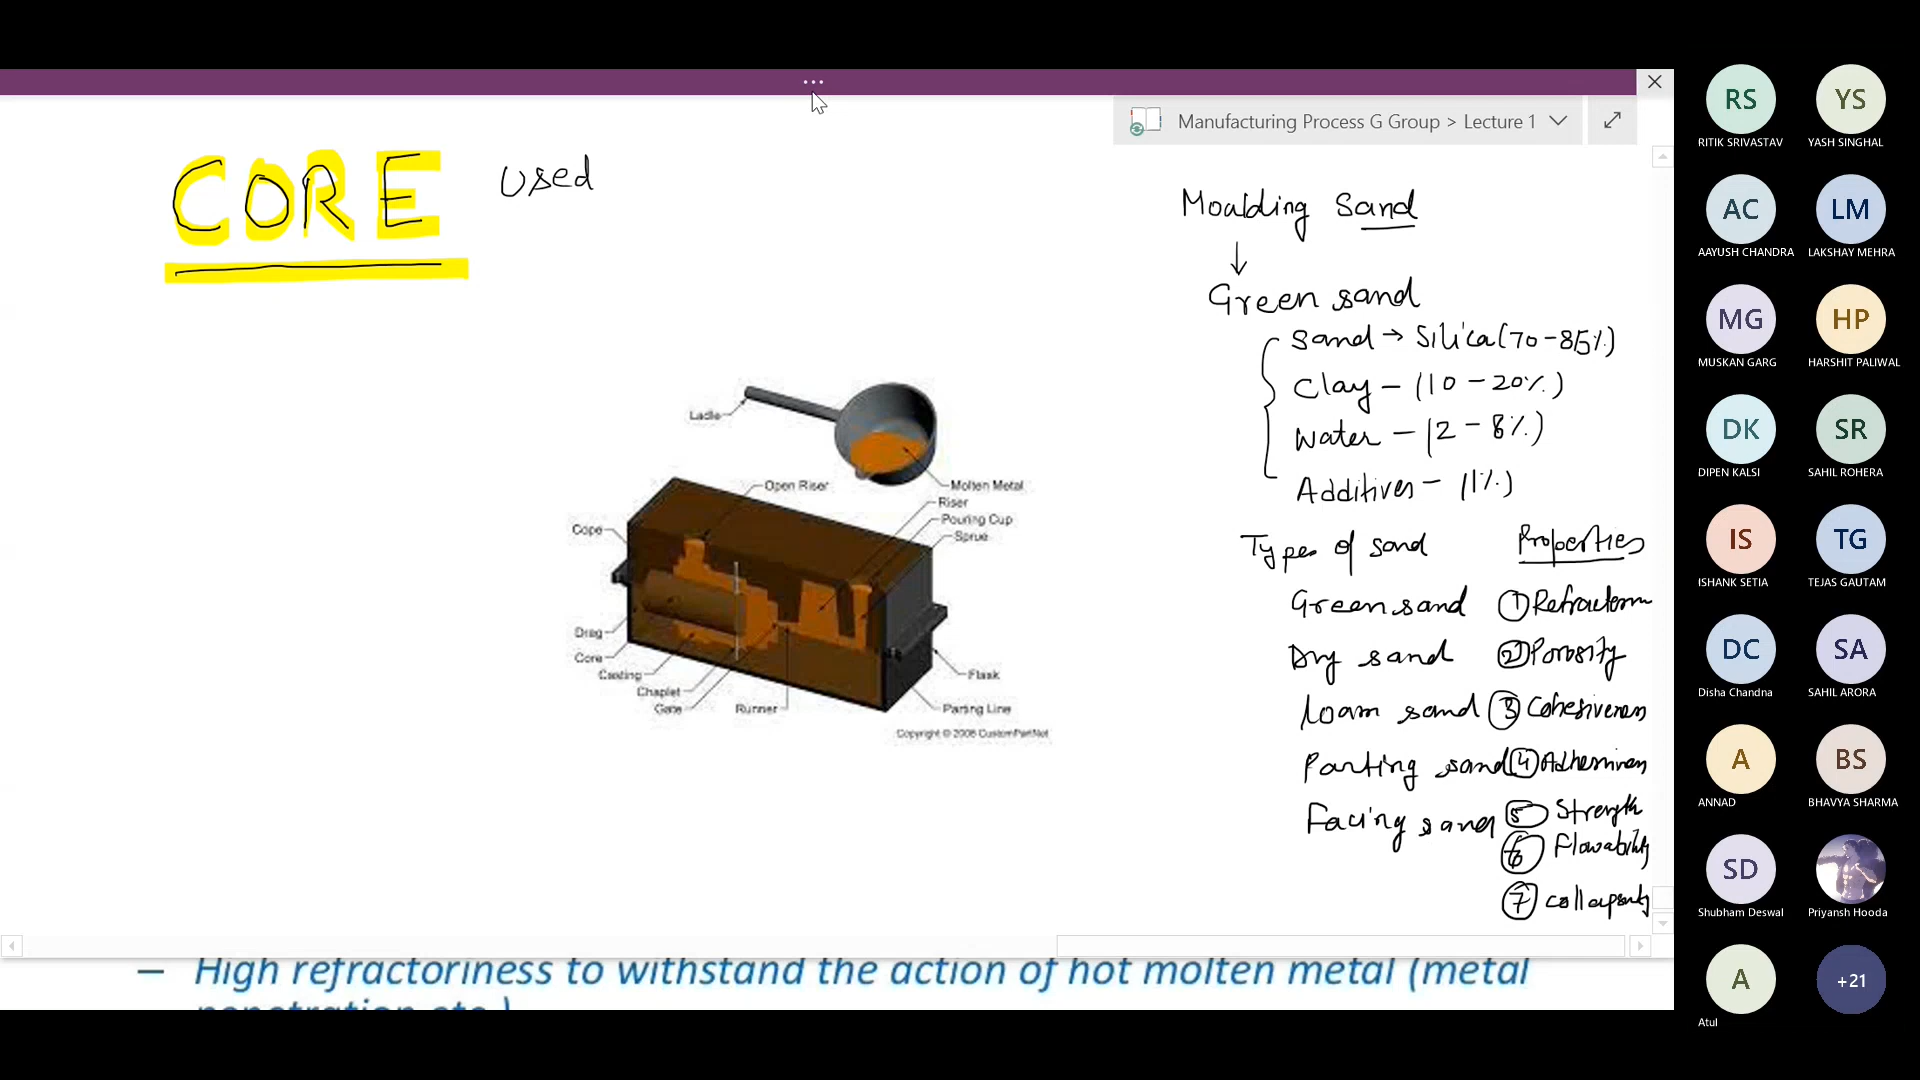 Manufacturing Process G Group > Lecture 1
CORE used
Moulding Sand
Green sand
Sand → Silica (70-85%)
Clay - (10-20%)
Water - (2-8%)
Additives - (1%)
Types of sand
Green sand
Dry sand
Loam sand
Parting sand
Facing sand
Properties
1
2 Porosity
3 Cohesiveness
4
5 Strength
6 Flowability
7
Ladle
Molten Metal
Open Riser
Riser
Pouring Cup
Sprue
Cope
Drag
Core
Casting
Chaplet
Gate
Runner
Flask
Parting Line
Copyright © 2008 CustomPartNet
– High refractoriness to withstand the action of hot molten metal (metal
penetration etc.)
RS
RITIK SRIVASTAV
YS
YASH SINGHAL
AC
AAYUSH CHANDRA
LM
LAKSHAY MEHRA
MG
MUSKAN GARG
HP
HARSHIT PALIWAL
DK
DIPEN KALSI
SR
SAHIL ROHERA
IS
ISHANK SETIA
TG
TEJAS GAUTAM
DC
Disha Chandna
SA
SAHIL ARORA
A
ANNAD
BS
BHAVYA SHARMA
SD
Shubham Deswal
Priyansh Hooda
A
Atul
+21